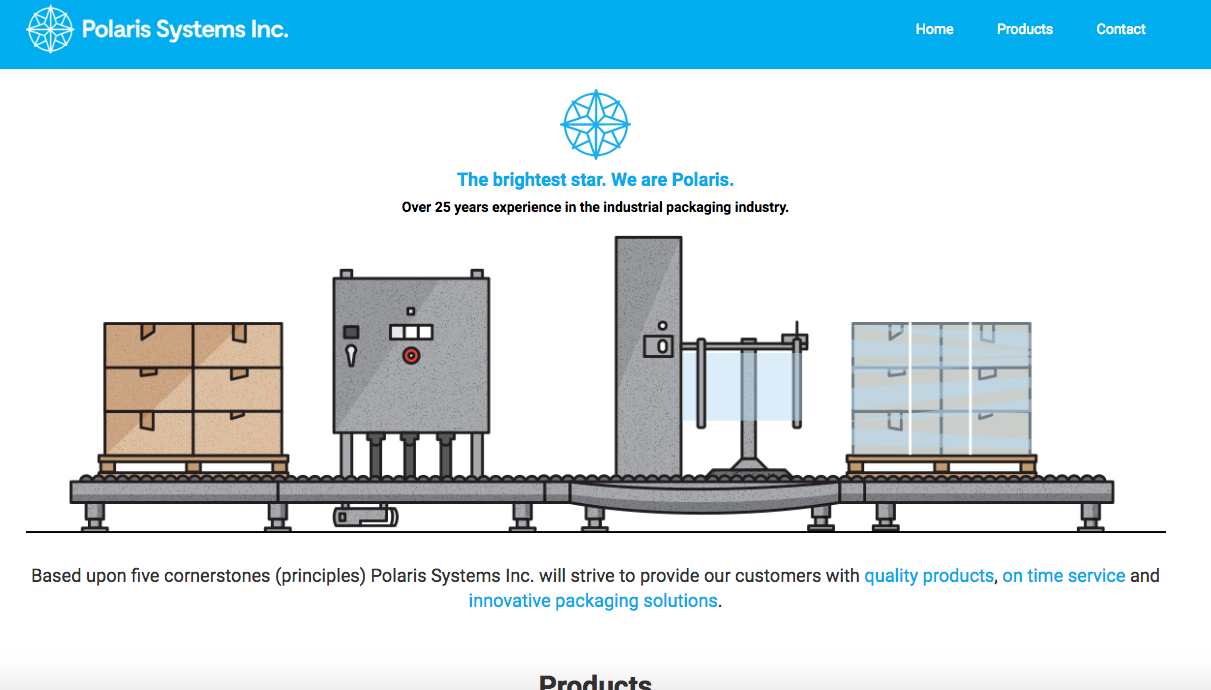 Polaris Systems Inc.
Home
Products
Contact
The brightest star. We are Polaris.
Over 25 years experience in the industrial packaging industry.
Based upon five cornerstones (principles) Polaris Systems Inc. will strive to provide our customers with quality products, on time service and
innovative packaging solutions.
Products